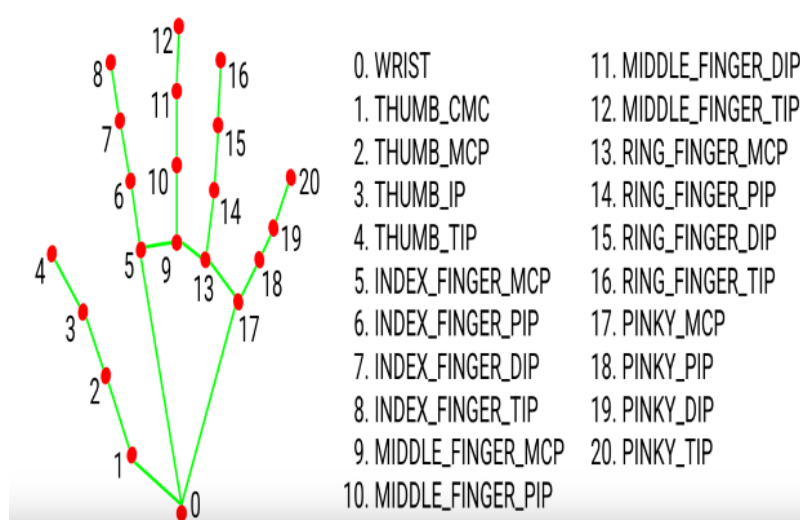 12
8
16
11
7
15
10
6
14
20
4
5
9
13
19
18
3
17
2
1
0
0. WRIST
1. THUMB_CMC
2. THUMB_MCP
3. THUMB_IP
4. THUMB_TIP
5. INDEX_FINGER_MCP
6. INDEX_FINGER_PIP
7. INDEX_FINGER_DIP
8. INDEX_FINGER_TIP
9. MIDDLE_FINGER_MCP
10. MIDDLE_FINGER_PIP
11. MIDDLE_FINGER_DIP
12. MIDDLE_FINGER_TIP
13. RING_FINGER_MCP
14. RING_FINGER_PIP
15. RING_FINGER_DIP
16. RING_FINGER_TIP
17. PINKY_MCP
18. PINKY_PIP
19. PINKY_DIP
20. PINKY_TIP